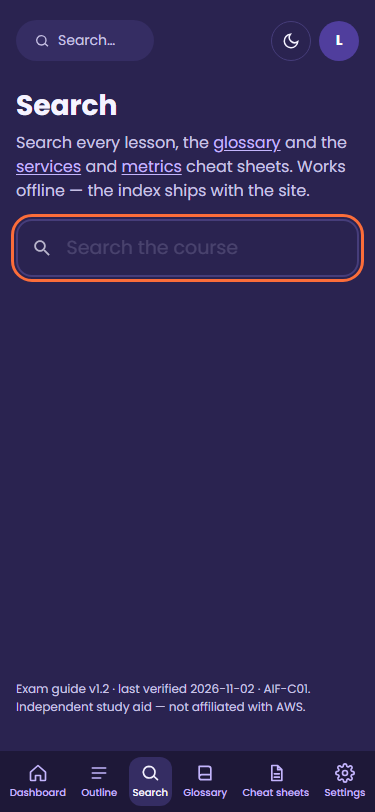 Search...
L
Search
Search every lesson, the glossary and the
services and metrics cheat sheets. Works
offline — the index ships with the site.
Search the course
Exam guide v1.2 · last verified 2026-11-02 · AIF-C01.
Independent study aid — not affiliated with AWS.
Dashboard Outline Search Glossary Cheat sheets Settings